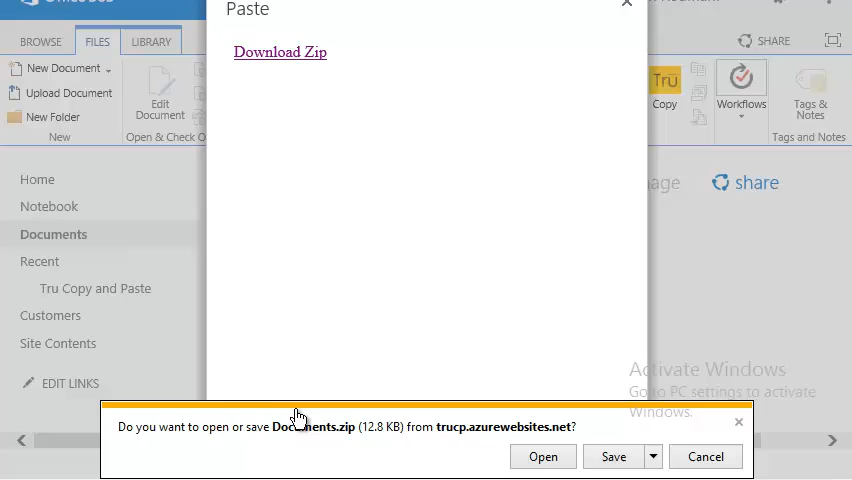 Paste
BROWSE FILES LIBRARY SHARE
Download Zip
New Document
Upload Document
New Folder
New
Edit
Document
Open & Check O
Tru
Copy
Workflows
Tags &
Notes
Tags and Notes
Home
Notebook
Documents
Recent
Tru Copy and Paste
Customers
Site Contents
EDIT LINKS
share
Activate Windows
Go to PC settings to activate
Windows.
Do you want to open or save Documents.zip (12.8 KB) from trucp.azurewebsites.net?
Open Save Cancel